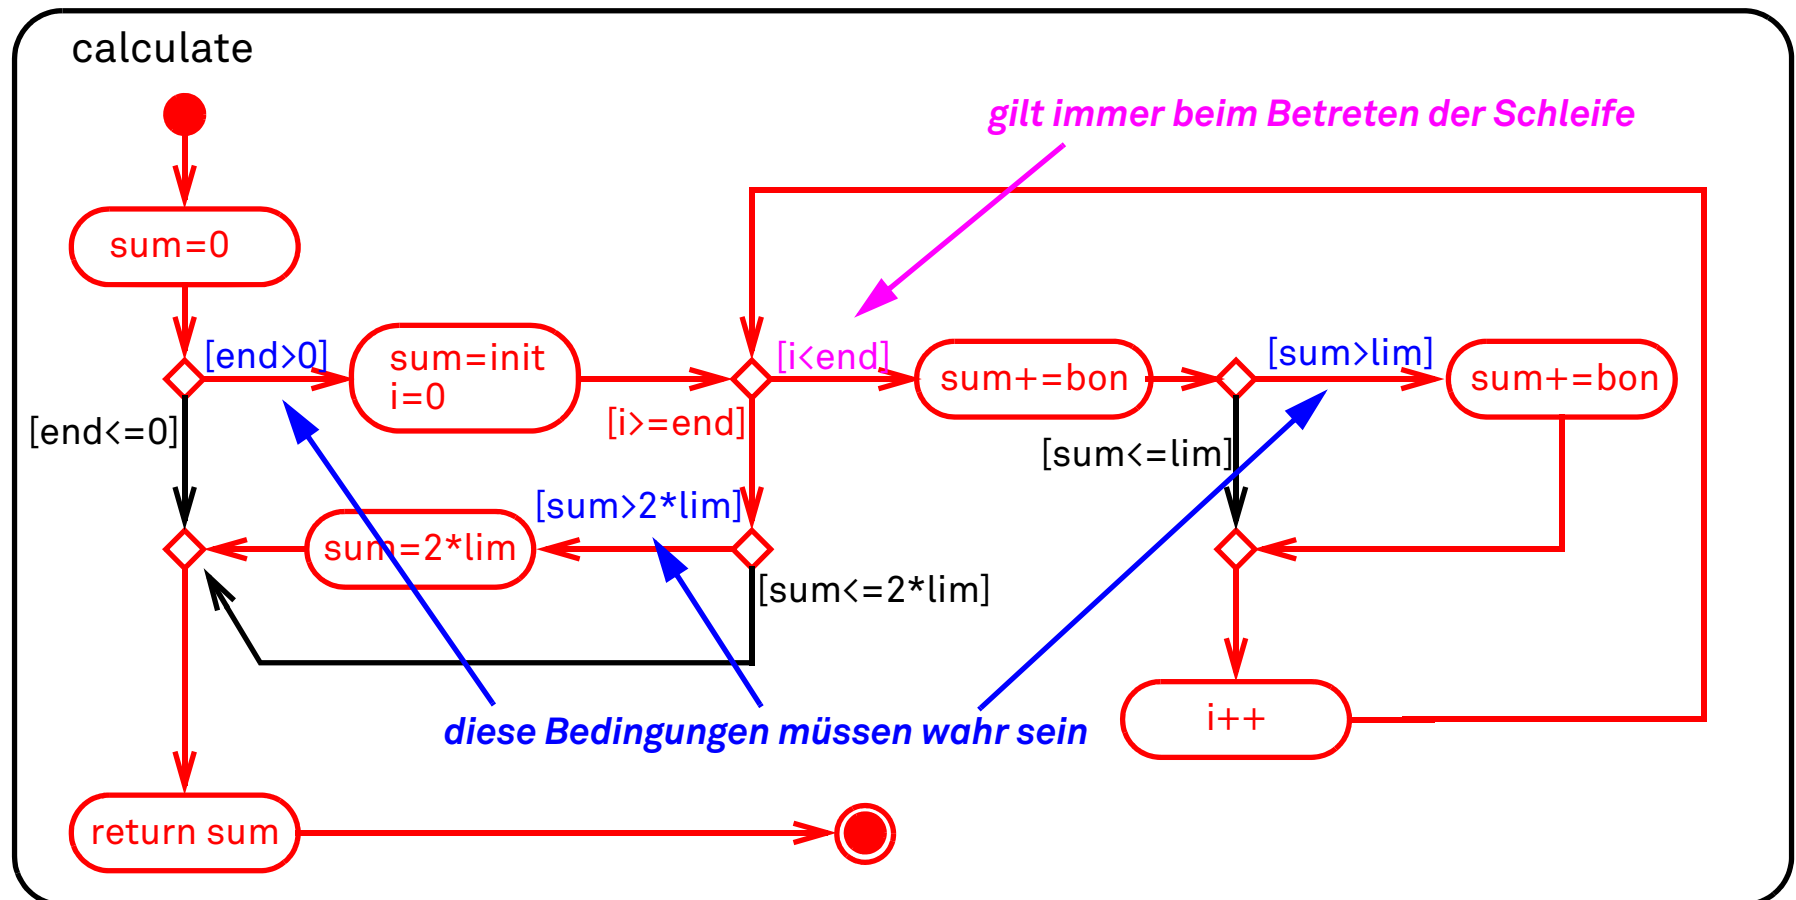 calculate
gilt immer beim Betreten der Schleife
sum=0
[end>0]
sum=init
i=0
[i<end]
sum+=bon
[sum>lim]
sum+=bon
[end<=0]
[i>=end]
[sum<=lim]
[sum>2*lim]
sum=2*lim
[sum<=2*lim]
diese Bedingungen müssen wahr sein
i++
return sum